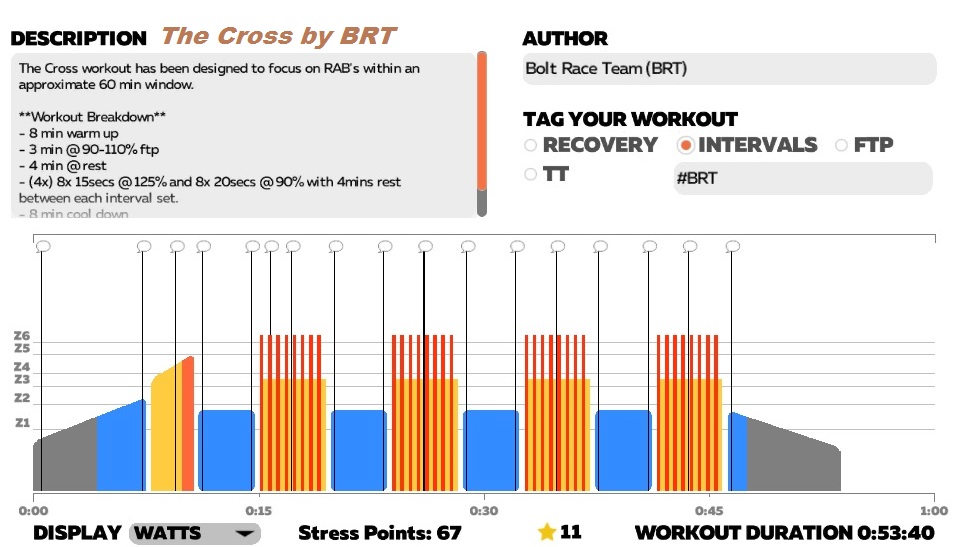 DESCRIPTION The Cross by BRT
The Cross workout has been designed to focus on RAB's within an
approximate 60 min window.
**Workout Breakdown**
- 8 min warm up
- 3 min @ 90-110% ftp
- 4 min @ rest
- (4x) 8x 15secs @ 125% and 8x 20secs @ 90% with 4mins rest
between each interval set.
- 8 min cool down
AUTHOR
Bolt Race Team (BRT)
TAG YOUR WORKOUT
RECOVERY INTERVALS FTP
TT #BRT
Z6
Z5
Z4
Z3
Z2
Z1
0:00 0:15 0:30 0:45 1:00
DISPLAY WATTS Stress Points: 67 11 WORKOUT DURATION 0:53:40